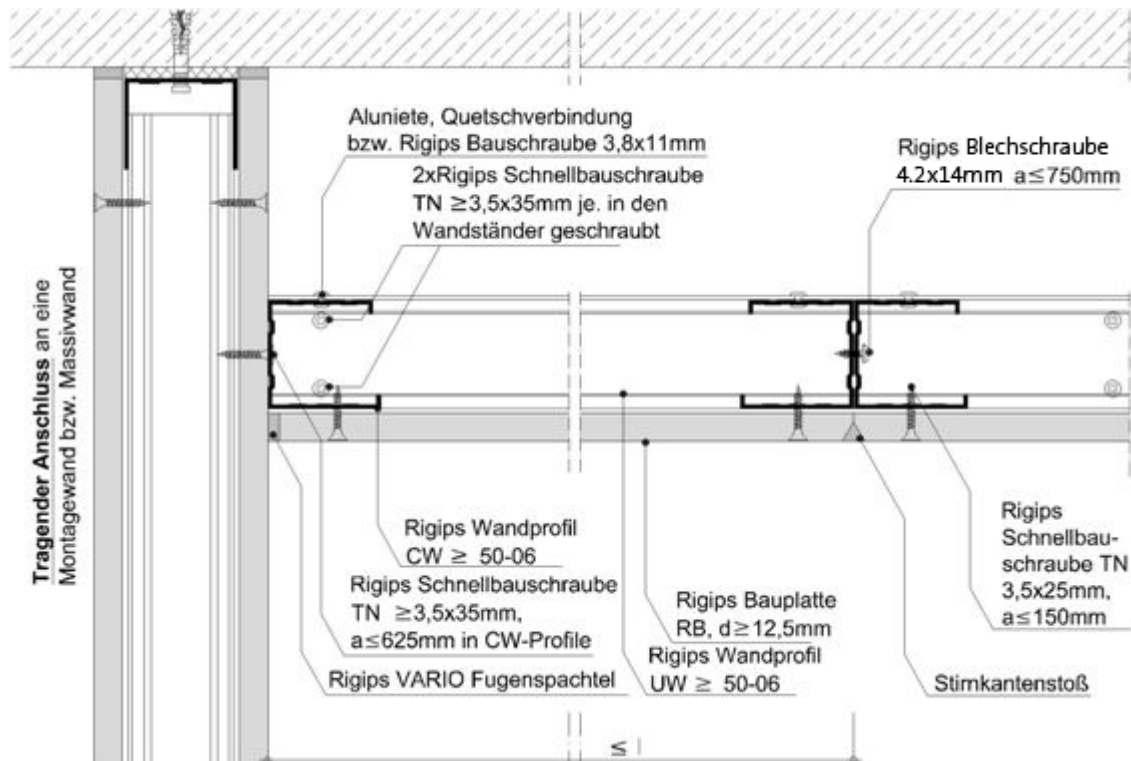 Aluniete, Quetschverbindung
bzw. Rigips Bauschraube 3,8x11mm
2xRigips Schnellbauschraube
TN ≥3,5x35mm je. in den
Wandständer geschraubt
Rigips Blechschraube
4.2x14mm a≤750mm
Tragender Anschluss an eine
Montagewand bzw. Massivwand
Rigips Wandprofil
CW ≥ 50-06
Rigips Schnellbauschraube
TN ≥3,5x35mm,
a≤625mm in CW-Profile
Rigips VARIO Fugenspachtel
Rigips Bauplatte
RB, d≥12,5mm
Rigips Wandprofil
UW ≥ 50-06
Rigips
Schnellbau-
schraube TN
3,5x25mm,
a≤150mm
Stirnkantenstoß
≤ l